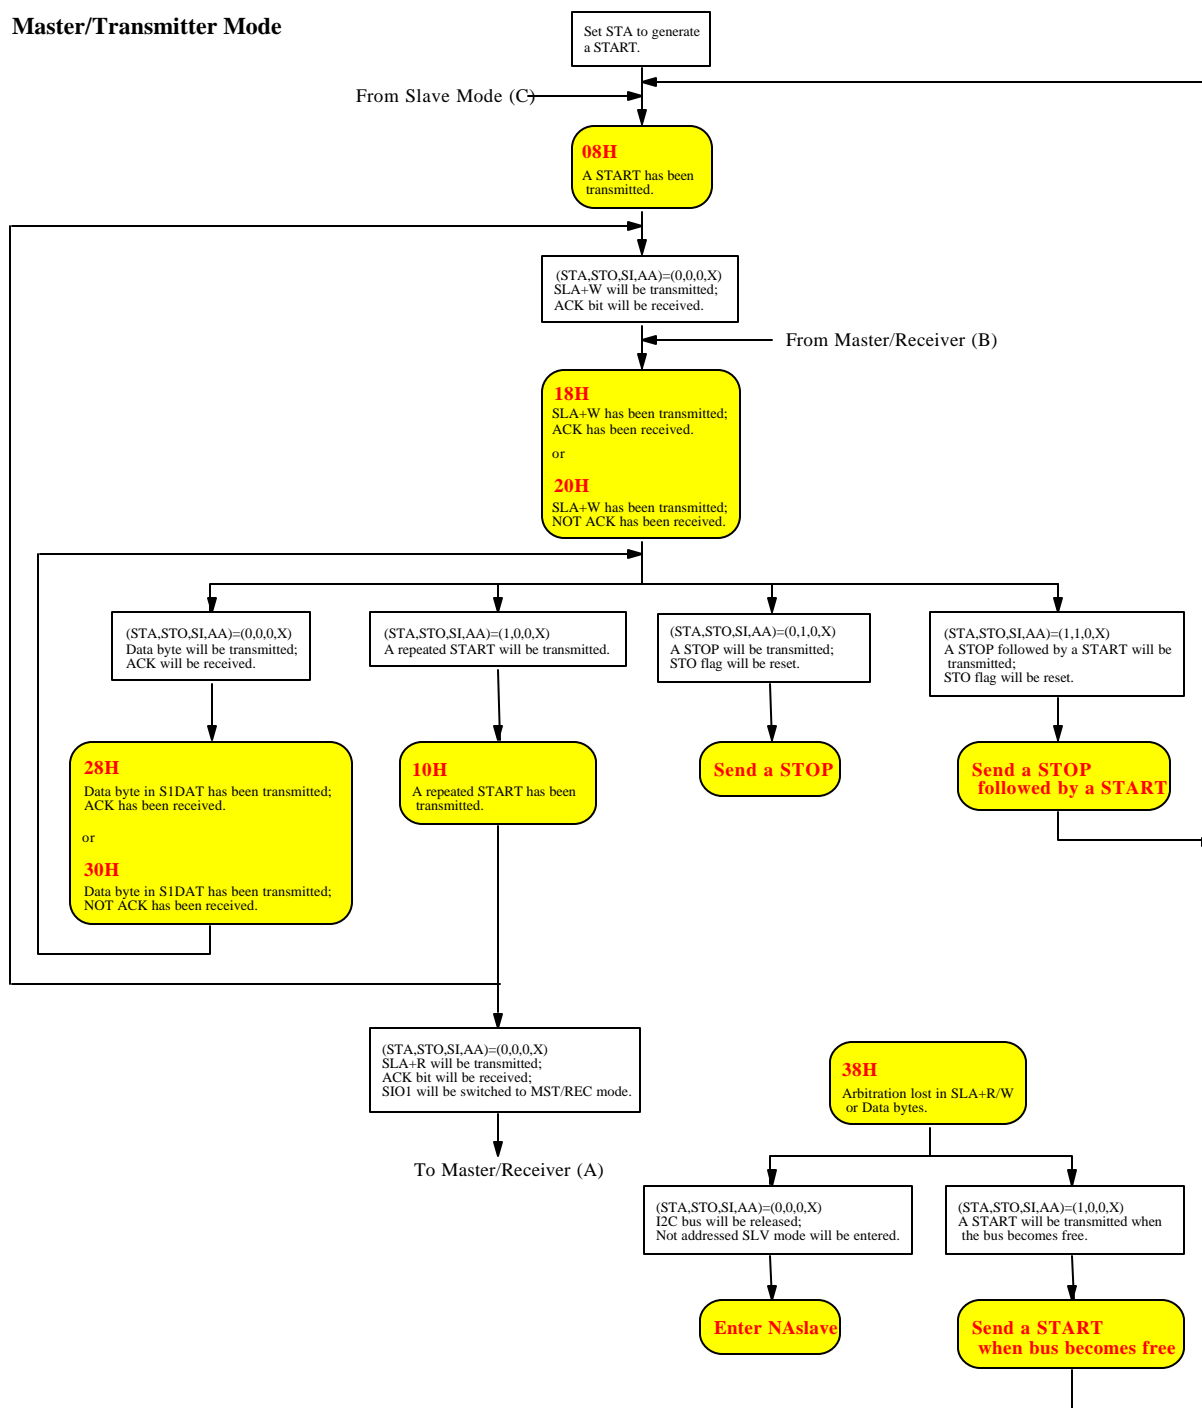 Master/Transmitter Mode
Set STA to generate
a START.
From Slave Mode (C)
08H
A START has been
transmitted.
(STA,STO,SI,AA)=(0,0,0,X)
SLA+W will be transmitted;
ACK bit will be received.
From Master/Receiver (B)
18H
SLA+W has been transmitted;
ACK has been received.
or
20H
SLA+W has been transmitted;
NOT ACK has been received.
(STA,STO,SI,AA)=(0,0,0,X)
Data byte will be transmitted;
ACK will be received.
(STA,STO,SI,AA)=(1,0,0,X)
A repeated START will be transmitted.
(STA,STO,SI,AA)=(0,1,0,X)
A STOP will be transmitted;
STO flag will be reset.
(STA,STO,SI,AA)=(1,1,0,X)
A STOP followed by a START will be
transmitted;
STO flag will be reset.
28H
Data byte in S1DAT has been transmitted;
ACK has been received.
or
30H
Data byte in S1DAT has been transmitted;
NOT ACK has been received.
10H
A repeated START has been
transmitted.
Send a STOP
Send a STOP
followed by a START
(STA,STO,SI,AA)=(0,0,0,X)
SLA+R will be transmitted;
ACK bit will be received;
SIO1 will be switched to MST/REC mode.
To Master/Receiver (A)
38H
Arbitration lost in SLA+R/W
or Data bytes.
(STA,STO,SI,AA)=(0,0,0,X)
I2C bus will be released;
Not addressed SLV mode will be entered.
(STA,STO,SI,AA)=(1,0,0,X)
A START will be transmitted when
the bus becomes free.
Enter NAslave
Send a START
when bus becomes free